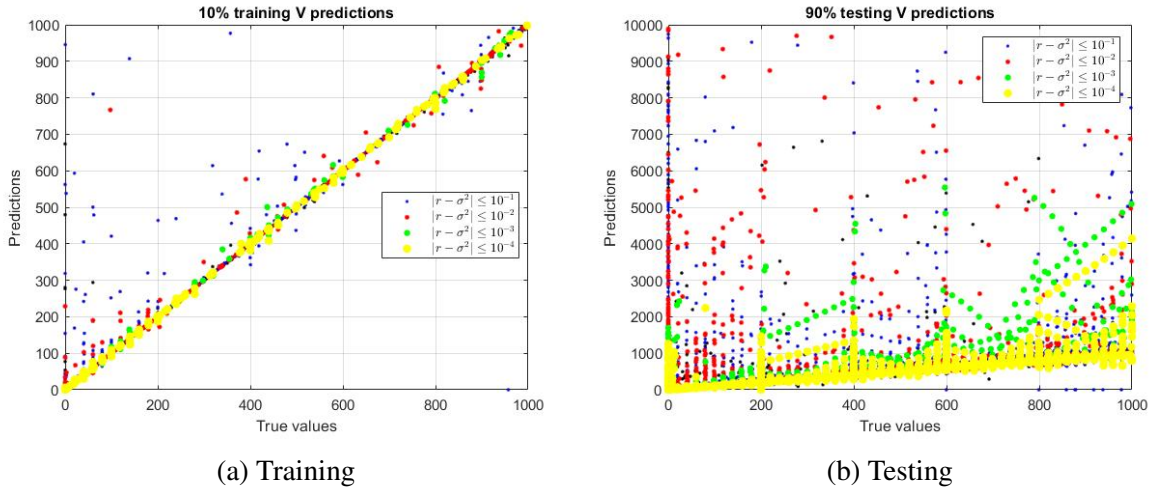 10% training V predictions
1000
900
800
700
600
500
400
300
200
100
0
Predictions
|r − σ²| ≤ 10⁻¹
|r − σ²| ≤ 10⁻²
|r − σ²| ≤ 10⁻³
|r − σ²| ≤ 10⁻⁴
0 200 400 600 800 1000
True values
(a) Training
90% testing V predictions
10000
9000
8000
7000
6000
5000
4000
3000
2000
1000
0
Predictions
|r − σ²| ≤ 10⁻¹
|r − σ²| ≤ 10⁻²
|r − σ²| ≤ 10⁻³
|r − σ²| ≤ 10⁻⁴
0 200 400 600 800 1000
True values
(b) Testing